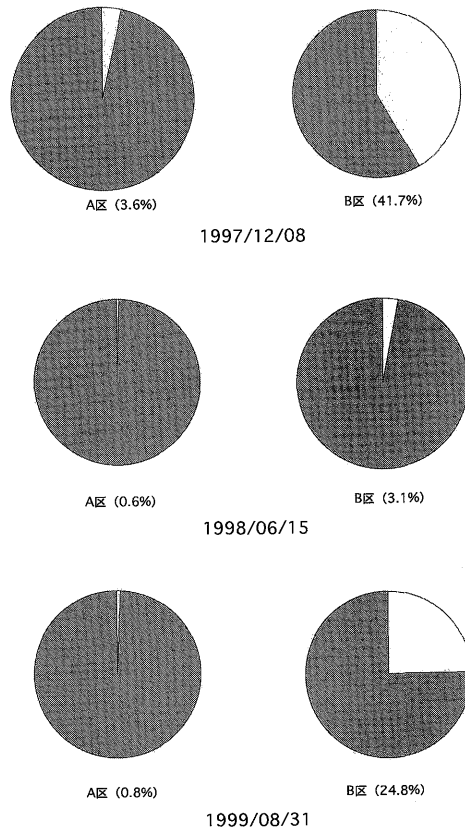 A区 (3.6%) B区 (41.7%)
1997/12/08
A区 (0.6%) B区 (3.1%)
1998/06/15
A区 (0.8%) B区 (24.8%)
1999/08/31